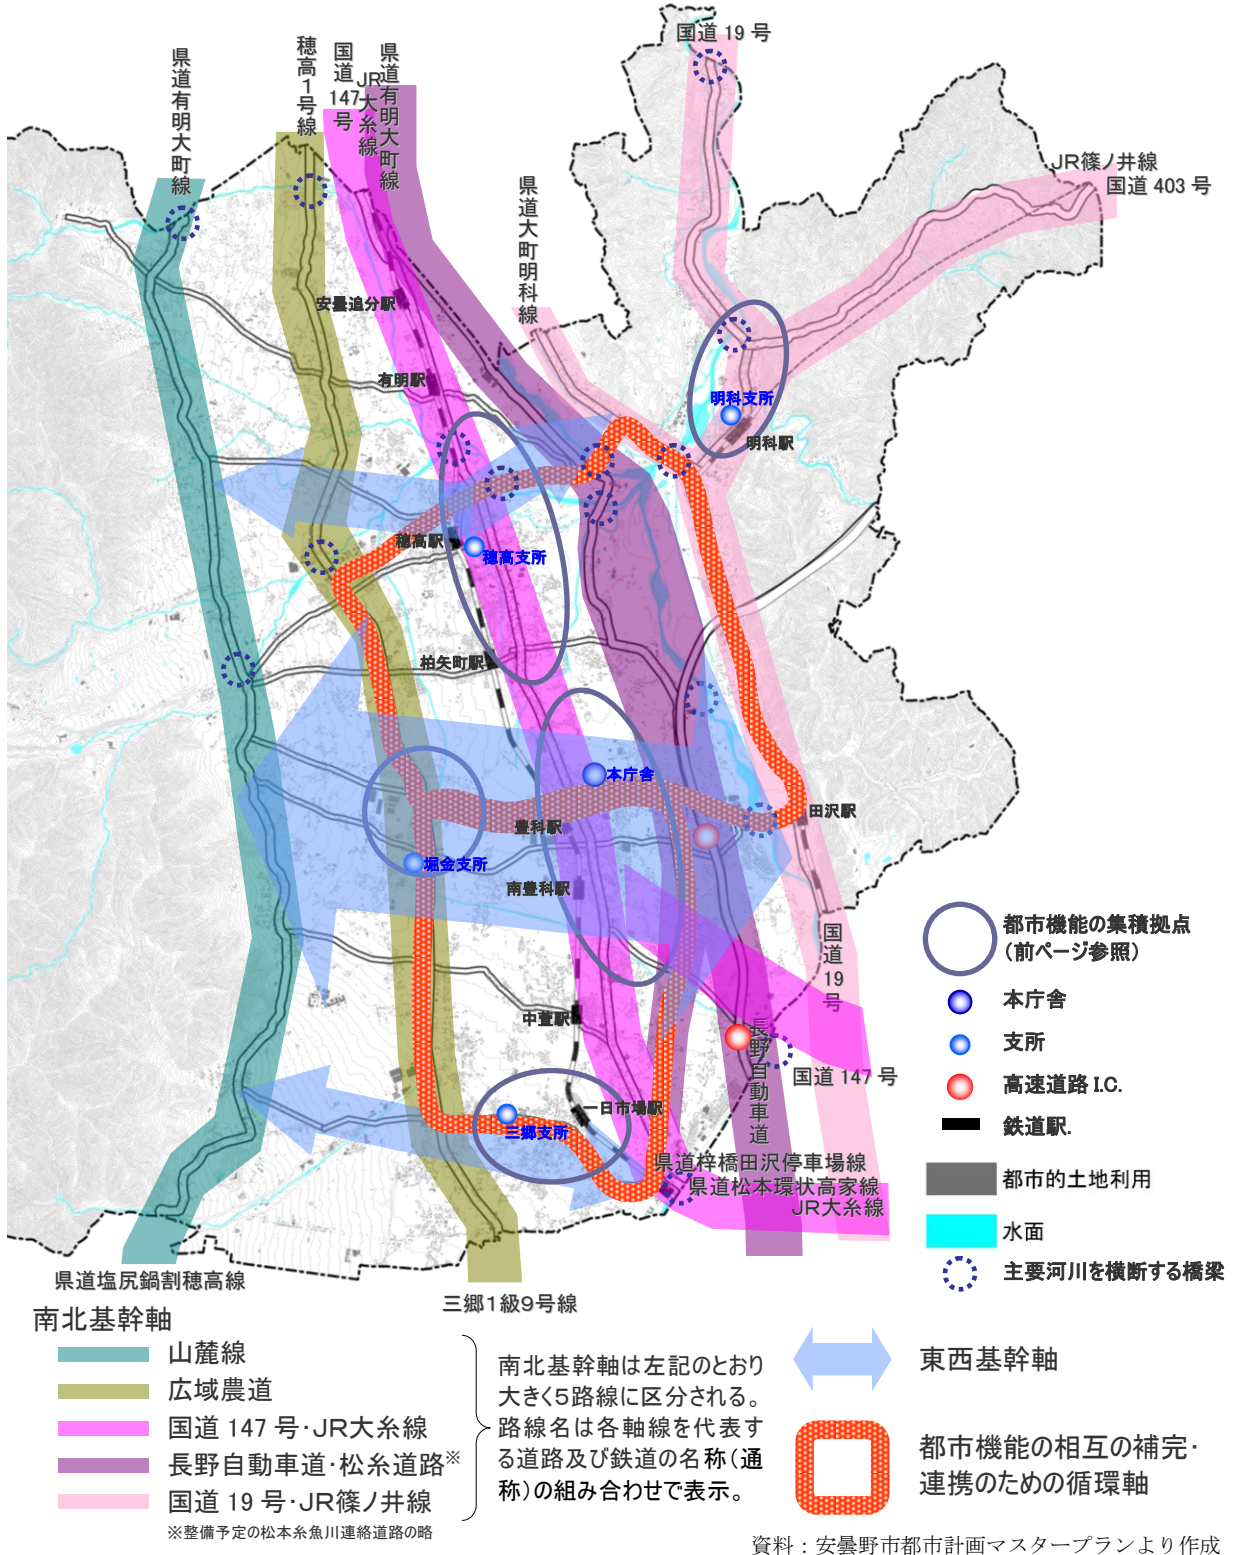 県道有明大町線
穂高1号線
国道147号
JR大糸線
県道有明大町線
国道 19 号
JR篠ノ井線
国道 403 号
県道大町明科線
安曇追分駅
有明駅
明科支所
明科駅
穂高駅
穂高支所
柏矢町駅
本庁舎
豊科駅
田沢駅
堀金支所
南豊科駅
国道19号
中萱駅
長野自動車道
国道 147 号
一日市場駅
三郷支所
県道梓橋田沢停車場線
県道松本環状高家線
JR大糸線
県道塩尻鍋割穂高線
三郷1級9号線
都市機能の集積拠点
(前ページ参照)
本庁舎
支所
高速道路 I.C.
鉄道駅.
都市的土地利用
水面
主要河川を横断する橋梁
南北基幹軸
山麓線
広域農道
国道 147 号・JR大糸線
長野自動車道・松糸道路※
国道 19 号・JR篠ノ井線
※整備予定の松本糸魚川連絡道路の略
南北基幹軸は左記のとおり
大きく5路線に区分される。
路線名は各軸線を代表す
る道路及び鉄道の名称(通
称)の組み合わせで表示。
東西基幹軸
都市機能の相互の補完・
連携のための循環軸
資料：安曇野市都市計画マスタープランより作成